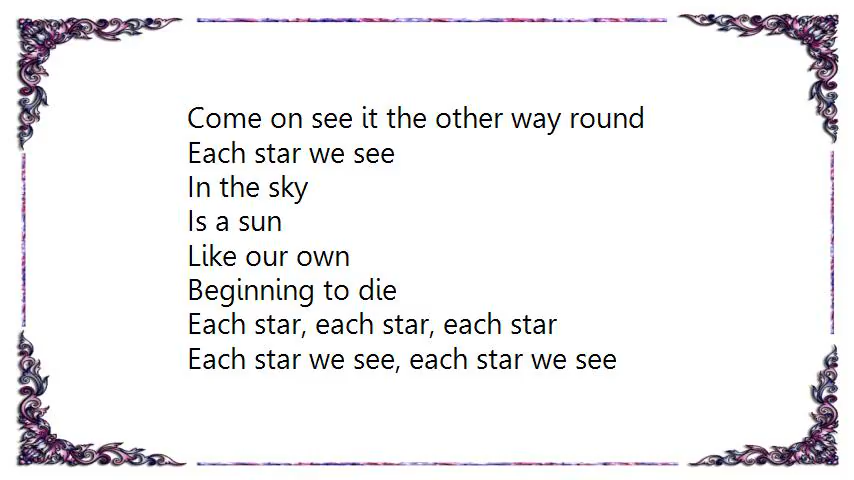 Come on see it the other way round
Each star we see
In the sky
Is a sun
Like our own
Beginning to die
Each star, each star, each star
Each star we see, each star we see